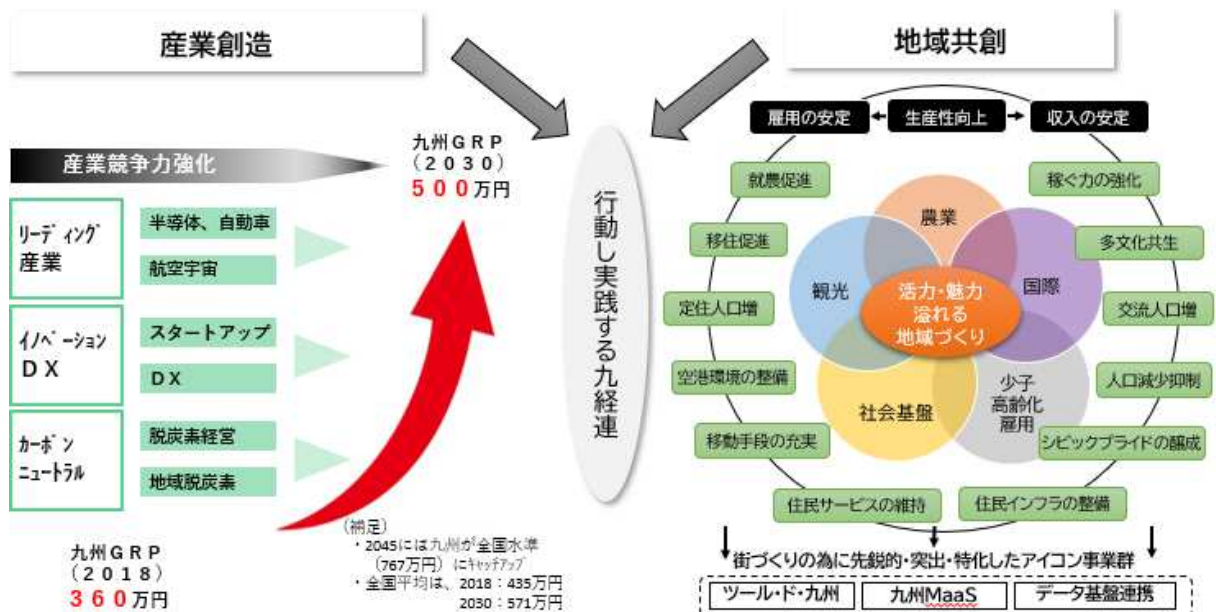 産業創造
地域共創
産業競争力強化
九州ＧＲＰ
（２０３０）
５００万円
ﾘｰﾃﾞｨﾝｸﾞ
産業
半導体、自動車
航空宇宙
ｲﾉﾍﾞｰｼｮﾝ
ＤＸ
スタートアップ
ＤＸ
ｶｰﾎﾞﾝ
ﾆｭｰﾄﾗﾙ
脱炭素経営
地域脱炭素
九州ＧＲＰ
（２０１８）
３６０万円
（補足）
・2045には九州が全国水準
（767万円）にｷｬｯﾁｱｯﾌﾟ
・全国平均は、2018：435万円
2030：571万円
行動し実践する九経連
雇用の安定
生産性向上
収入の安定
就農促進
稼ぐ力の強化
移住促進
多文化共生
定住人口増
交流人口増
空港環境の整備
人口減少抑制
移動手段の充実
シビックプライドの醸成
住民サービスの維持
住民インフラの整備
農業
観光
国際
活力・魅力
溢れる
地域づくり
社会基盤
少子
高齢化
雇用
街づくりの為に先鋭的・突出・特化したアイコン事業群
ツール・ド・九州
九州MaaS
データ基盤連携